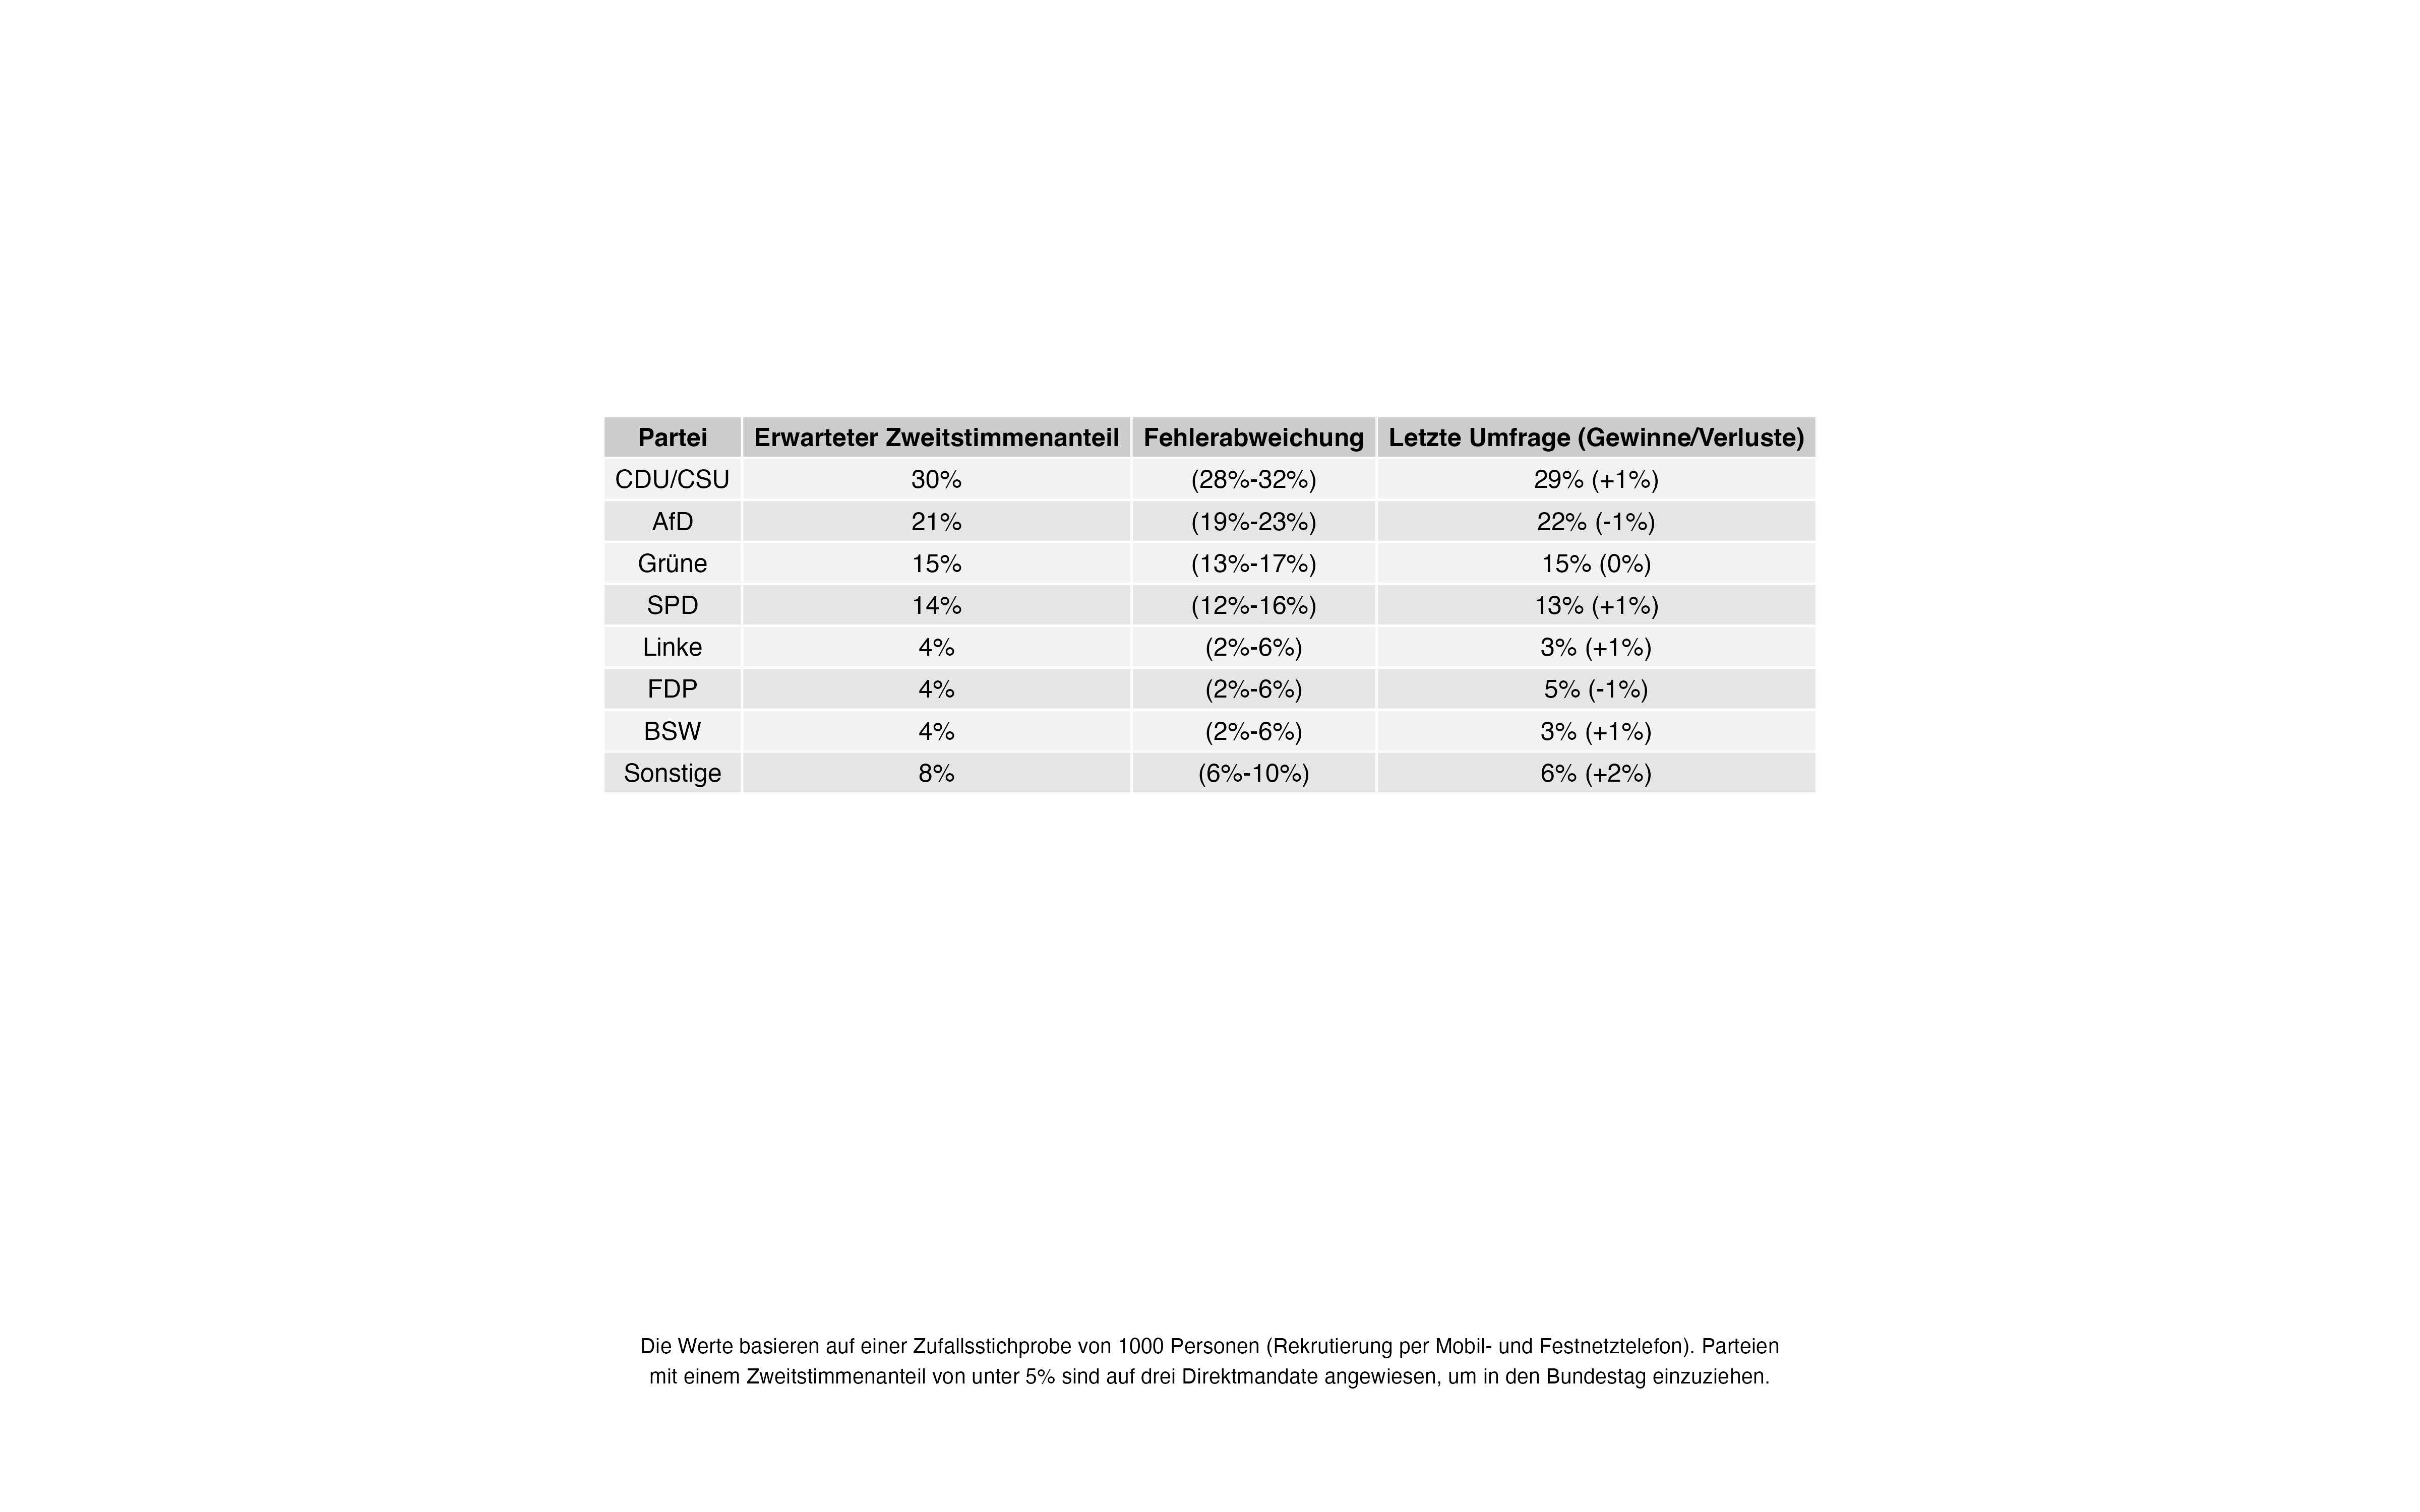 Partei Erwarteter Zweitstimmenanteil Fehlerabweichung Letzte Umfrage (Gewinne/Verluste)
CDU/CSU 30% (28%-32%) 29% (+1%)
AfD 21% (19%-23%) 22% (-1%)
Grüne 15% (13%-17%) 15% (0%)
SPD 14% (12%-16%) 13% (+1%)
Linke 4% (2%-6%) 3% (+1%)
FDP 4% (2%-6%) 5% (-1%)
BSW 4% (2%-6%) 3% (+1%)
Sonstige 8% (6%-10%) 6% (+2%)
Die Werte basieren auf einer Zufallsstichprobe von 1000 Personen (Rekrutierung per Mobil- und Festnetztelefon). Parteien
mit einem Zweitstimmenanteil von unter 5% sind auf drei Direktmandate angewiesen, um in den Bundestag einzuziehen.